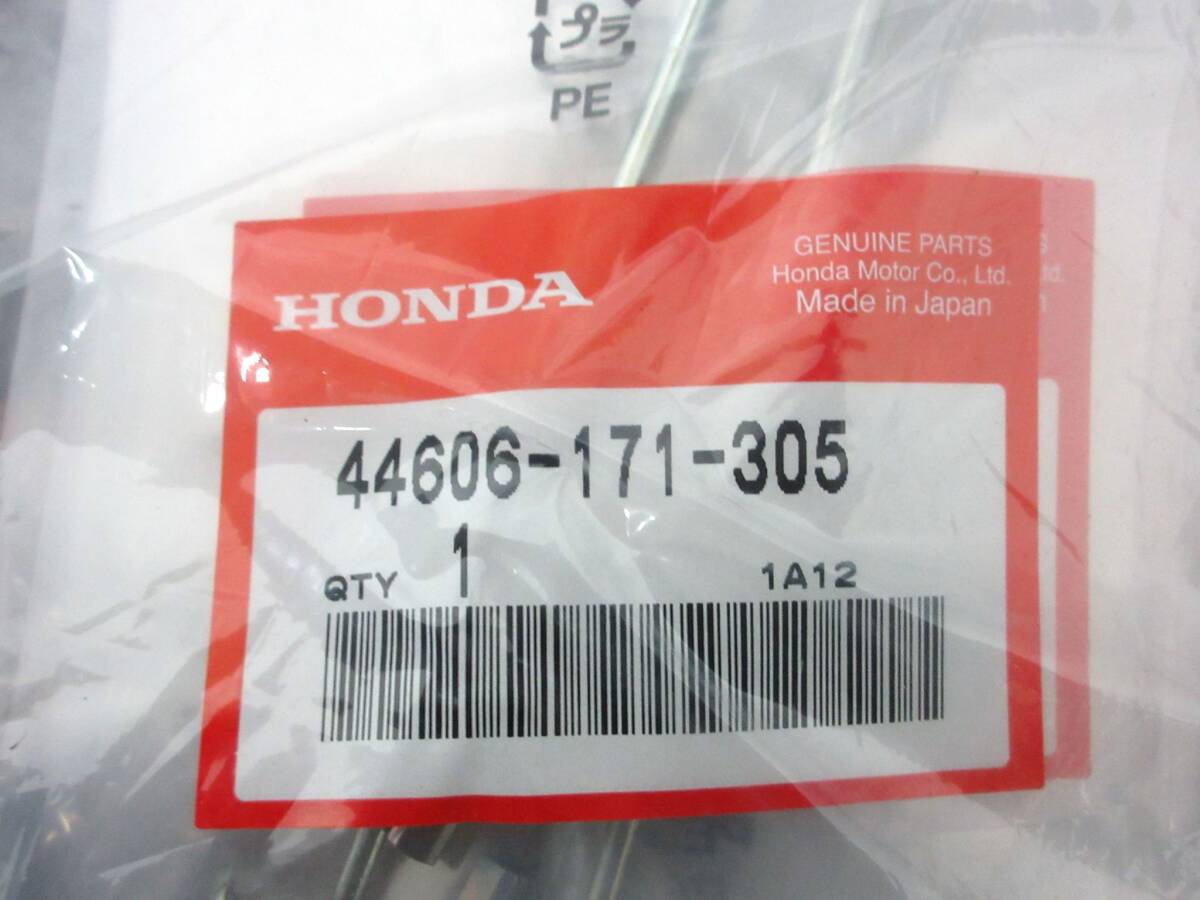 プラ
PE
HONDA
GENUINE PARTS
Honda Motor Co., Ltd.
Made in Japan
44606-171-305
QTY 1 1A12